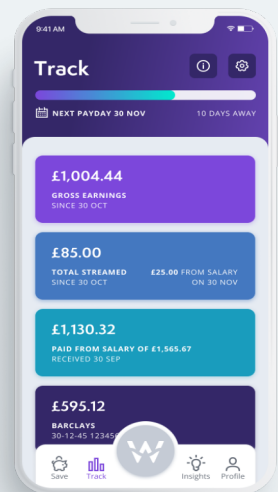 9:41 AM
Track
NEXT PAYDAY 30 NOV 10 DAYS AWAY
£1,004.44
GROSS EARNINGS
SINCE 30 OCT
£85.00
TOTAL STREAMED £25.00 FROM SALARY
SINCE 30 OCT ON 30 NOV
£1,130.32
PAID FROM SALARY OF £1,565.67
RECEIVED 30 SEP
£595.12
BARCLAYS
30-12-45 123456
W
Save Track Insights Profile